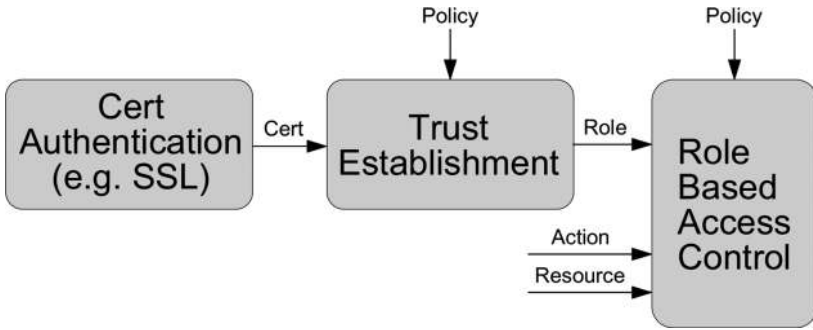 Policy
Policy
Cert
Authentication
(e.g. SSL)
Cert
Trust
Establishment
Role
Role
Based
Access
Control
Action
Resource